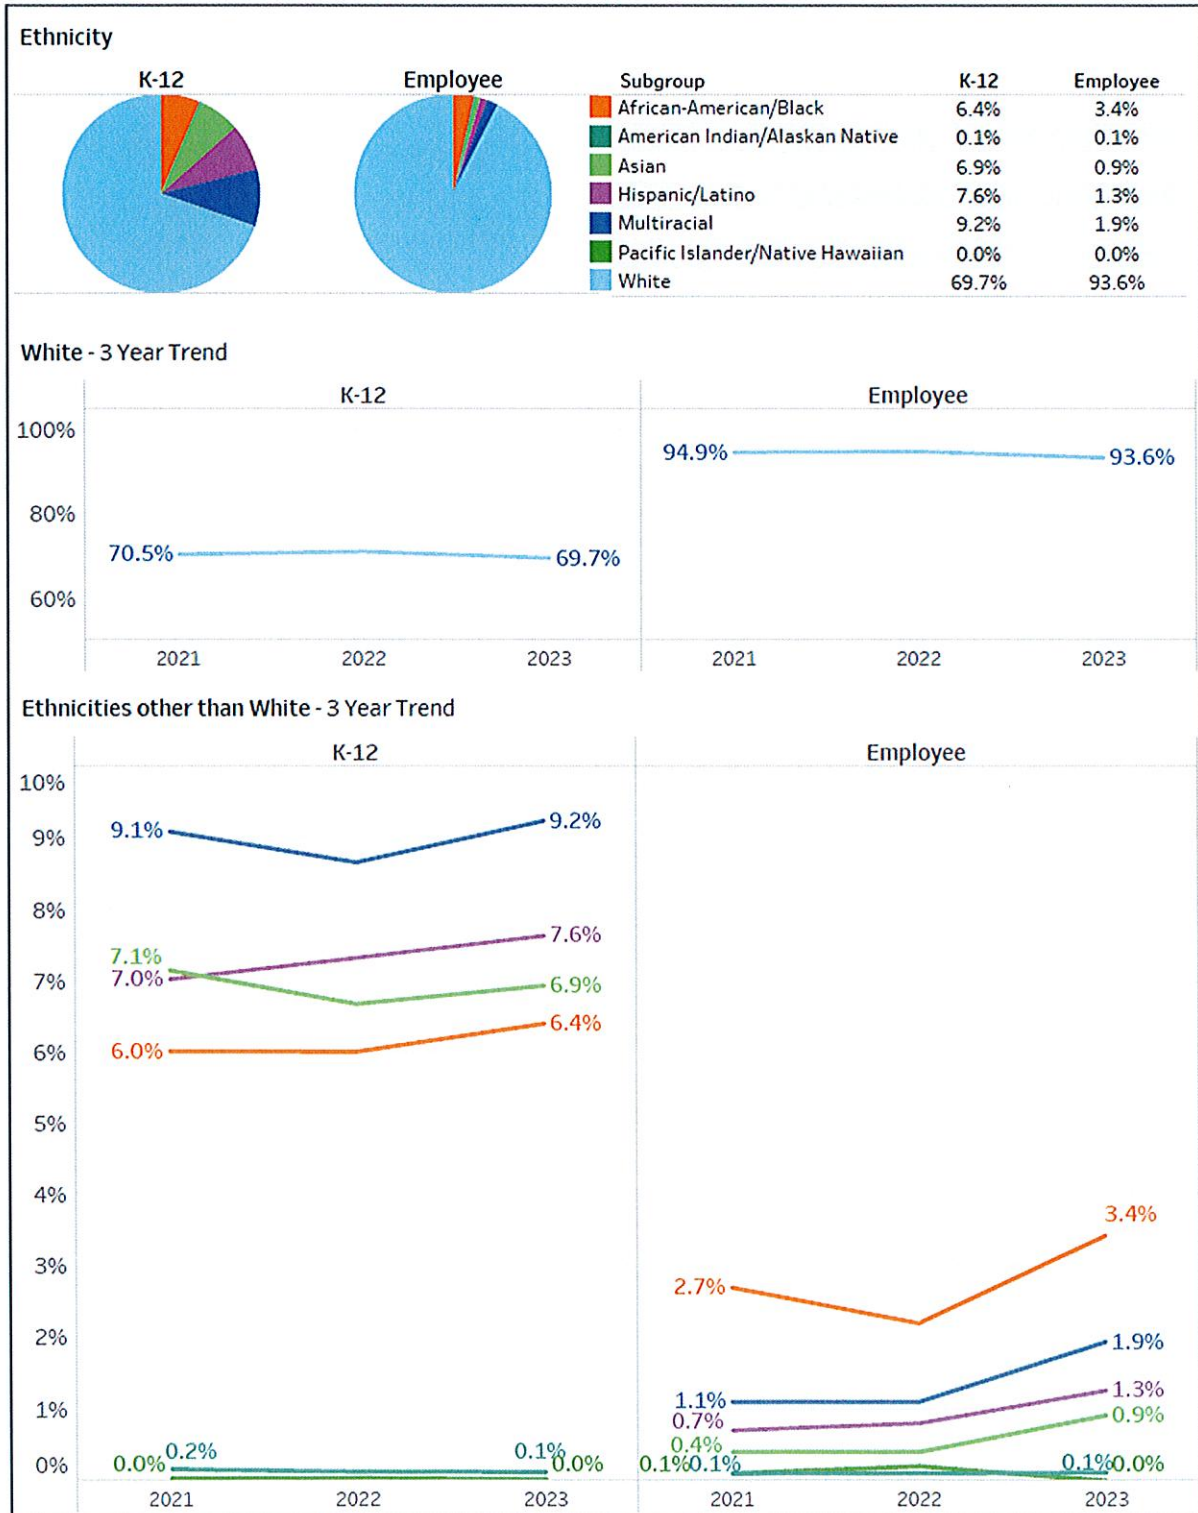 Ethnicity
K-12 Employee Subgroup K-12 Employee
African-American/Black 6.4% 3.4%
American Indian/Alaskan Native 0.1% 0.1%
Asian 6.9% 0.9%
Hispanic/Latino 7.6% 1.3%
Multiracial 9.2% 1.9%
Pacific Islander/Native Hawaiian 0.0% 0.0%
White 69.7% 93.6%
White - 3 Year Trend
K-12 Employee
100%
94.9% 93.6%
80%
70.5% 69.7%
60%
2021 2022 2023 2021 2022 2023
Ethnicities other than White - 3 Year Trend
K-12 Employee
10%
9.1% 9.2%
9%
8%
7.6%
7.1%
7.0% 6.9%
7%
6.4%
6.0%
6%
5%
4%
3.4%
3%
2.7%
2%
1.9%
1.1% 1.3%
1%
0.7% 0.9%
0.4%
0.2% 0.1%
0% 0.0% 0.0% 0.1% 0.1% 0.1% 0.0%
2021 2022 2023 2021 2022 2023